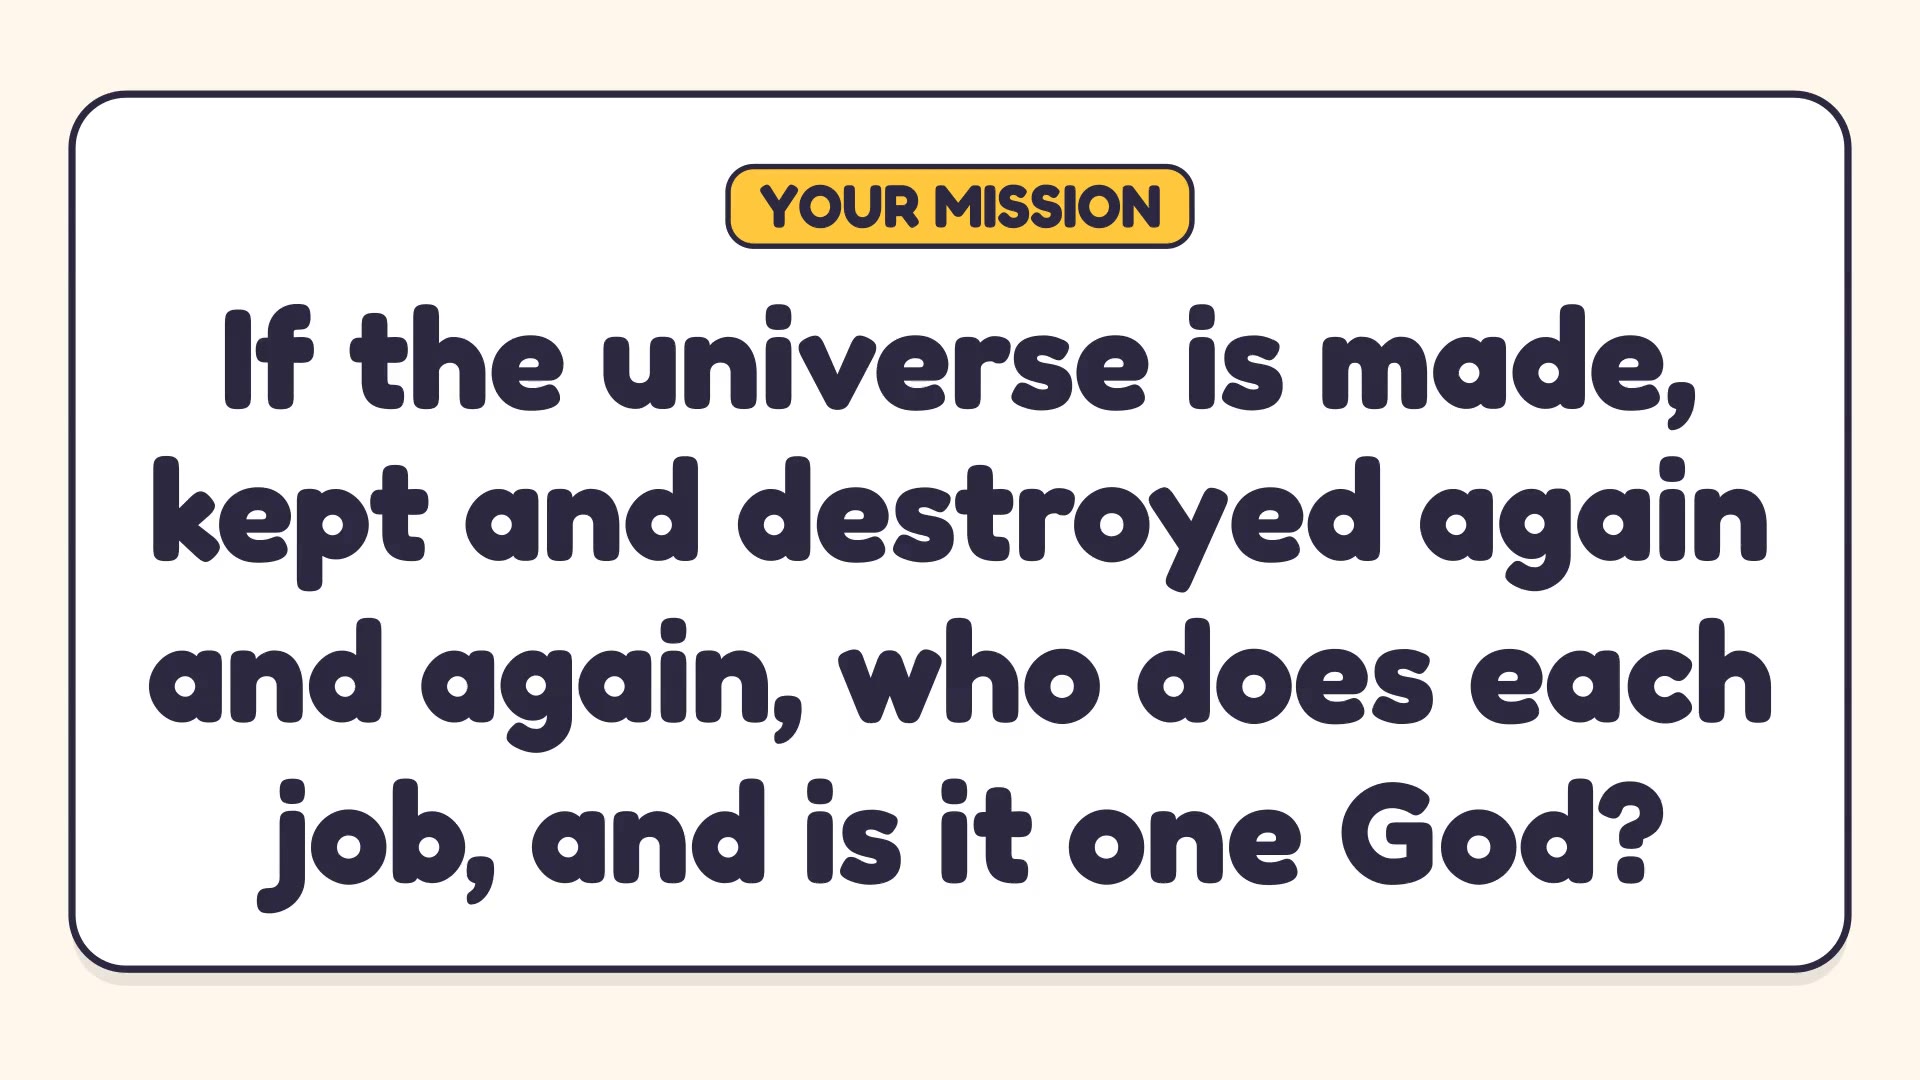 YOUR MISSION
If the universe is made,
kept and destroyed again
and again, who does each
job, and is it one God?